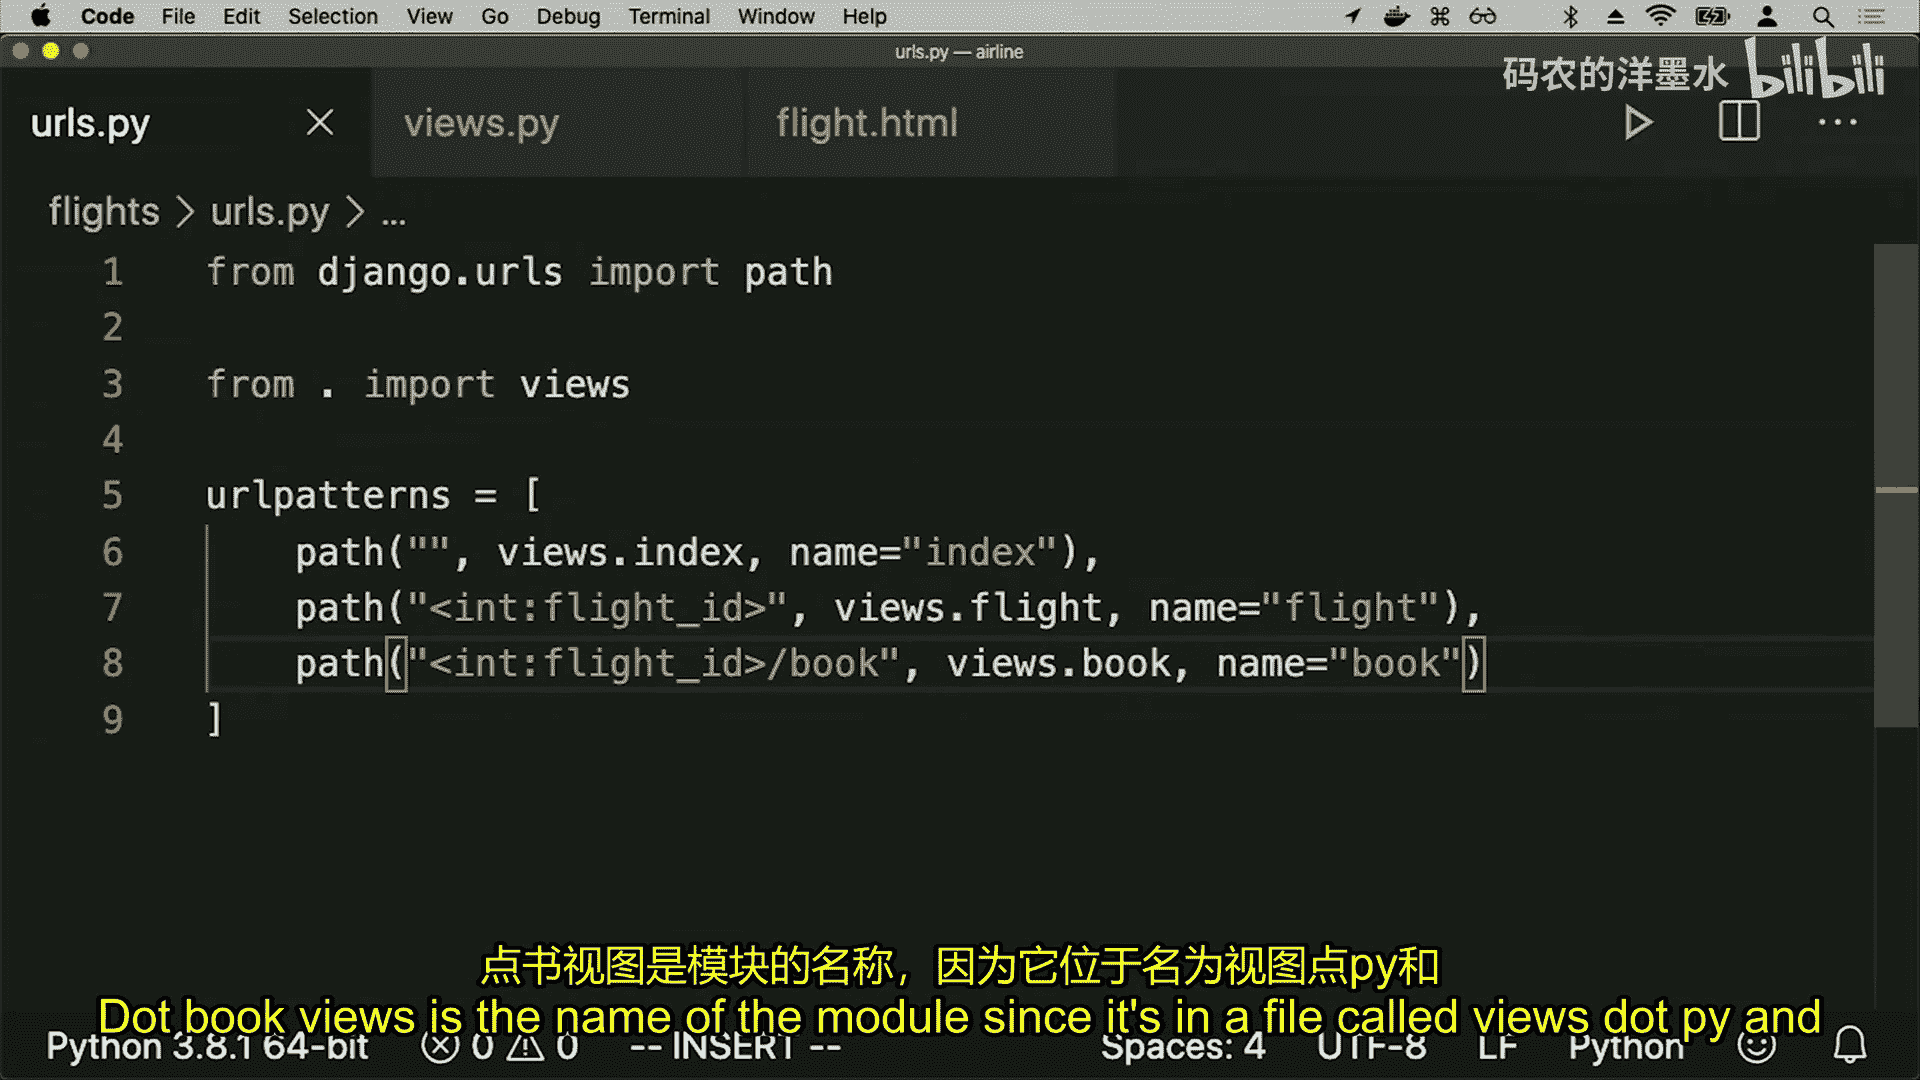 Code File Edit Selection View Go Debug Terminal Window Help
urls.py — airline
码农的洋墨水 bilibili
urls.py views.py flight.html
flights > urls.py > ...
1 from django.urls import path
2
3 from . import views
4
5 urlpatterns = [
6 path("", views.index, name="index"),
7 path("<int:flight_id>", views.flight, name="flight"),
8 path("<int:flight_id>/book", views.book, name="book")
9 ]
点书视图是模块的名称，因为它位于名为视图点py和
Dot book views is the name of the module since it's in a file called views dot py and
Python 3.8.1 64-bit 0 0 -- INSERT -- Spaces: 4 UTF-8 LF Python